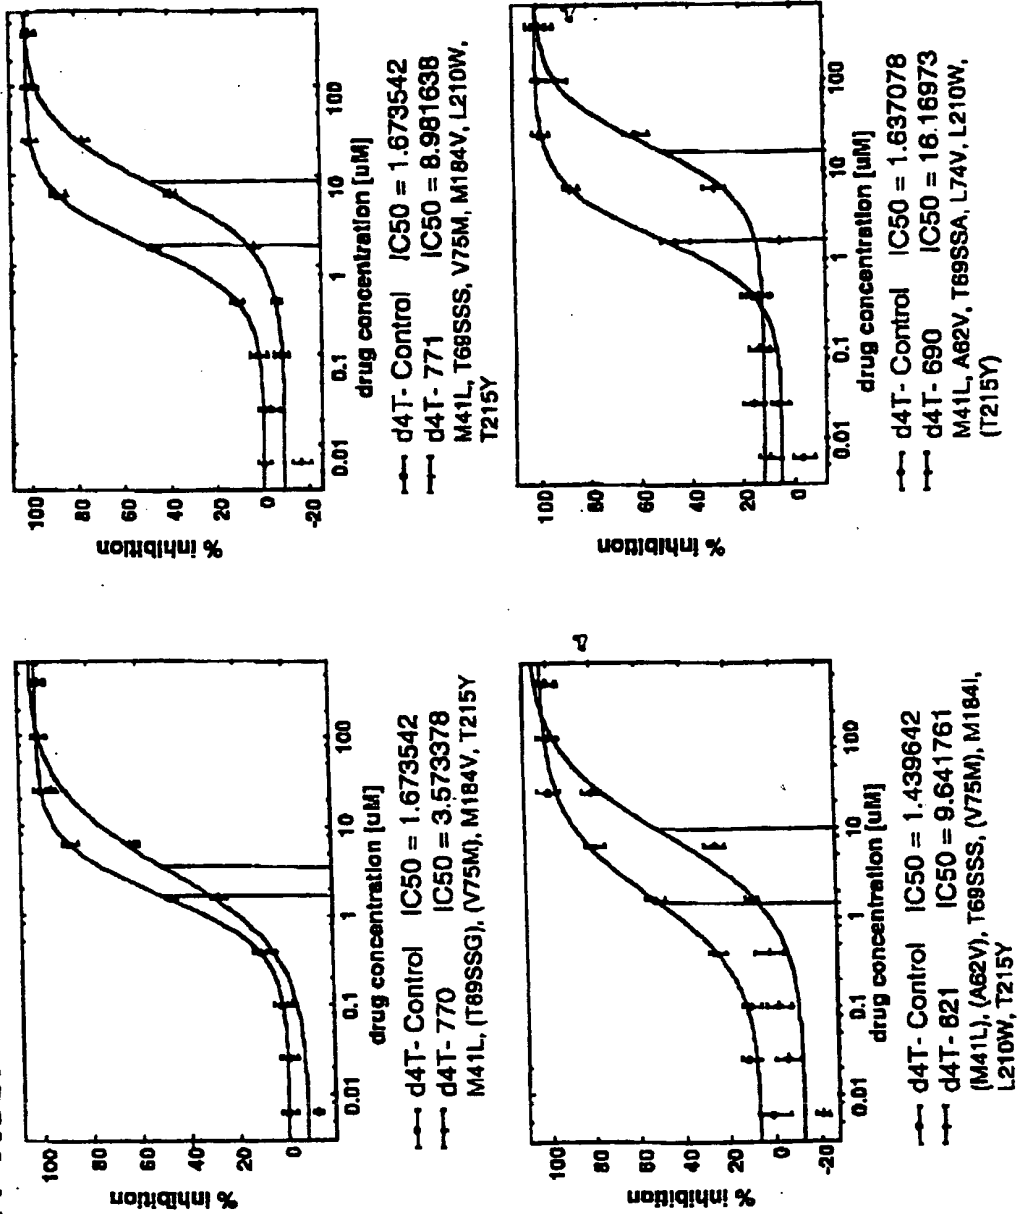 % inhibition
100
80
60
40
20
0
0.01
0.1
1
10
100
drug concentration [uM]
d4T- Control IC50 = 1.673542
d4T- 770 IC50 = 3.573378
M41L, (T69SSG), (V75M), M184V, T215Y
% inhibition
100
80
60
40
20
0
-20
0.01
0.1
1
10
100
drug concentration [uM]
d4T- Control IC50 = 1.673542
d4T- 771 IC50 = 8.981638
M41L, T69SSS, V75M, M184V, L210W,
T215Y
% inhibition
100
80
60
40
20
0
-20
0.01
0.1
1
10
100
drug concentration [uM]
d4T- Control IC50 = 1.439642
d4T- 621 IC50 = 9.641761
(M41L), (A62V), T69SSS, (V75M), M184I,
L210W, T215Y
% inhibition
100
80
60
40
20
0
0.01
0.1
1
10
100
drug concentration [uM]
d4T- Control IC50 = 1.637078
d4T- 690 IC50 = 16.16973
M41L, A62V, T69SSA, L74V, L210W,
(T215Y)